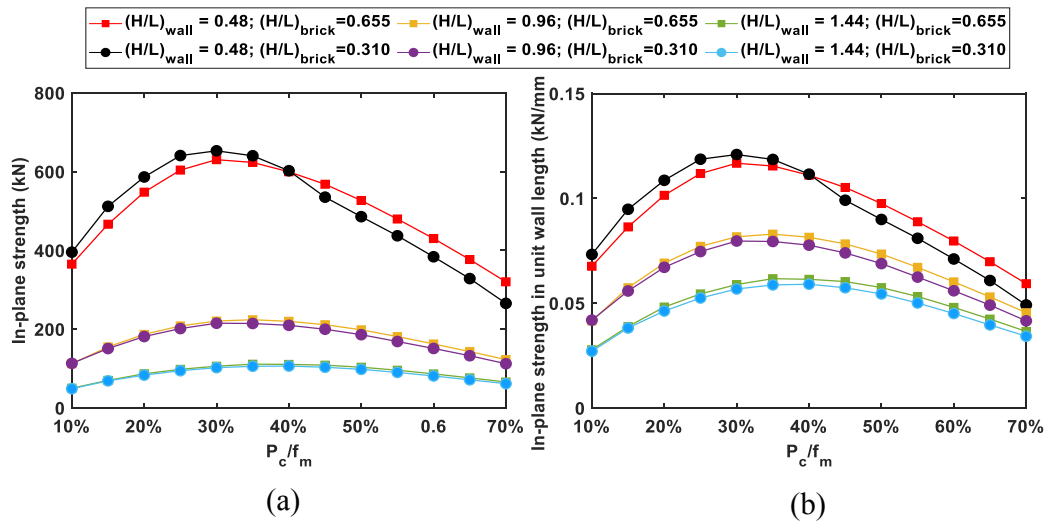 (H/L)wall = 0.48; (H/L)brick=0.655 (H/L)wall = 0.96; (H/L)brick=0.655 (H/L)wall = 1.44; (H/L)brick=0.655
(H/L)wall = 0.48; (H/L)brick=0.310 (H/L)wall = 0.96; (H/L)brick=0.310 (H/L)wall = 1.44; (H/L)brick=0.310
In-plane strength (kN)
800
600
400
200
0
10% 20% 30% 40% 50% 0.6 70%
Pc/fm
(a)
In-plane strength in unit wall length (kN/mm)
0.15
0.1
0.05
0
10% 20% 30% 40% 50% 60% 70%
Pc/fm
(b)